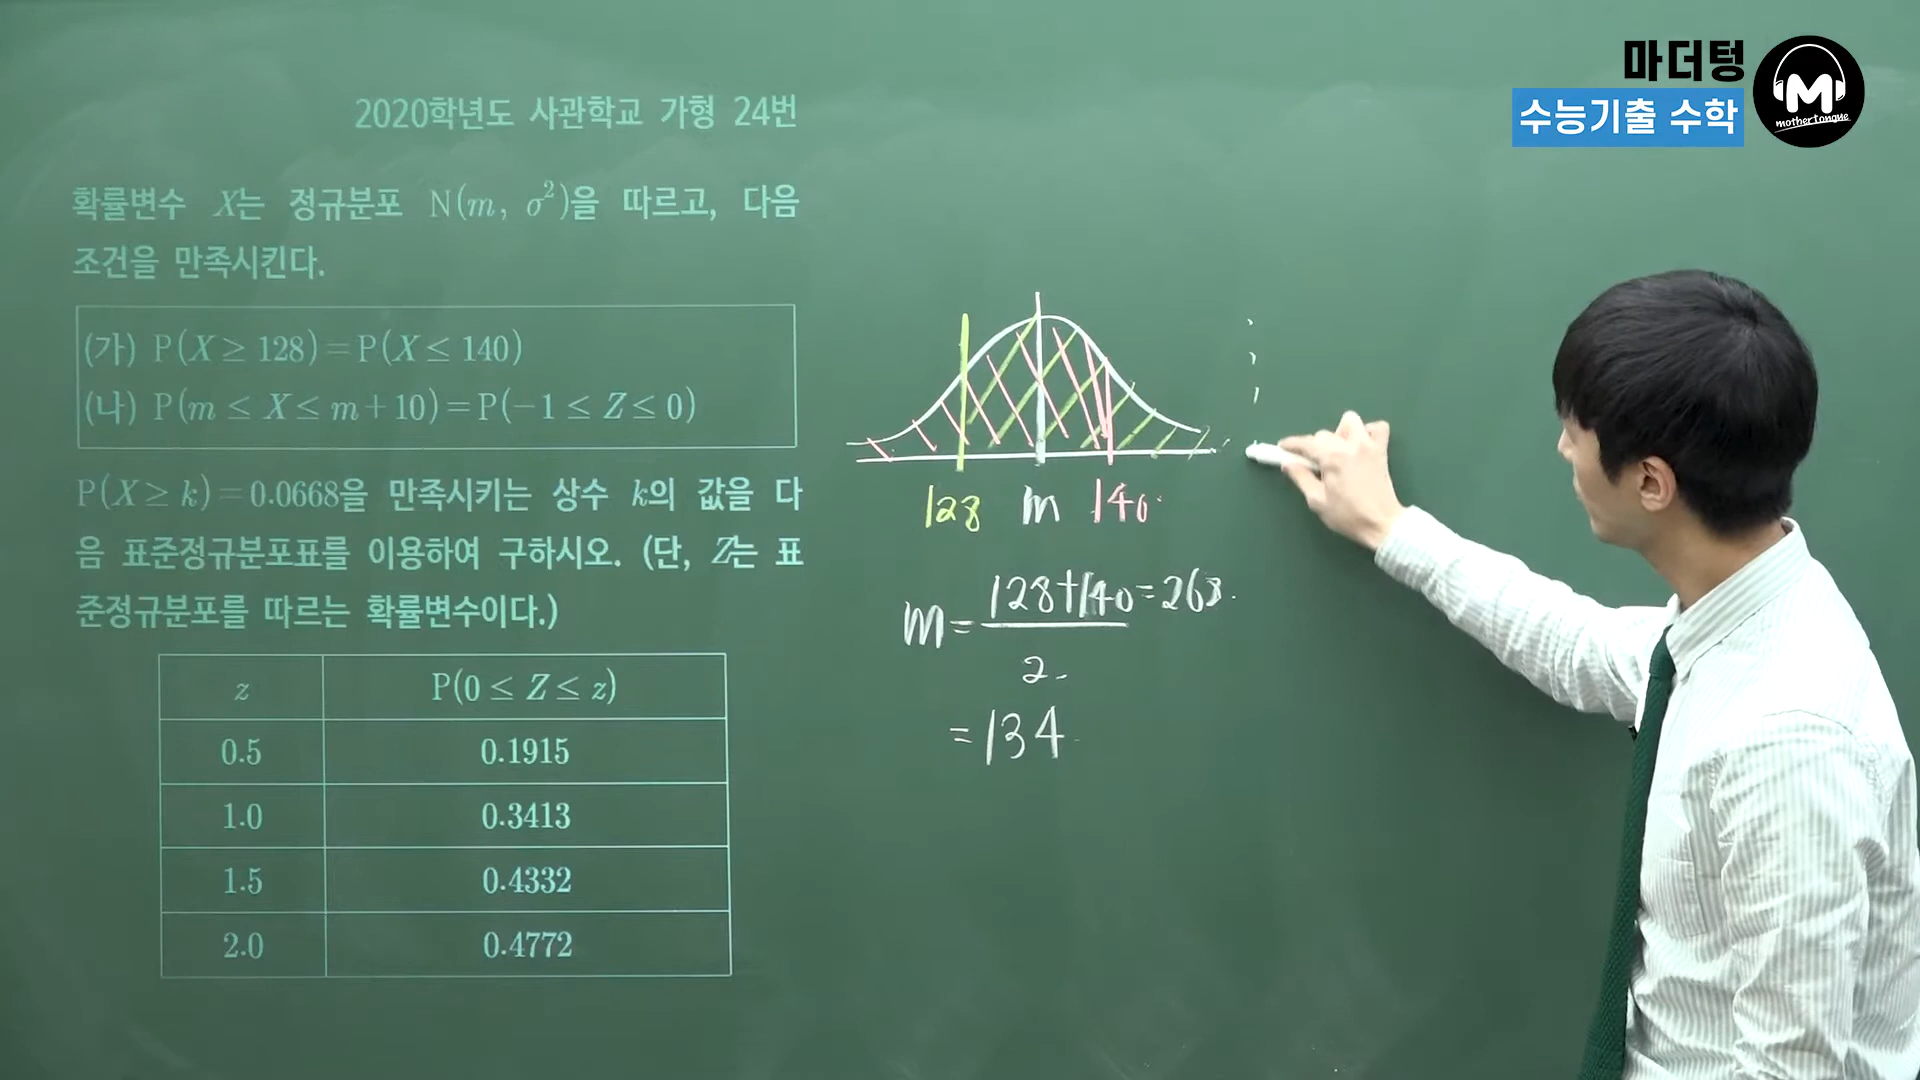 마더텅
수능기출 수학
M
mothertongue
2020학년도 사관학교 가형 24번
확률변수 X는 정규분포 N(m, σ²)을 따르고, 다음
조건을 만족시킨다.
(가) P(X ≥ 128) = P(X ≤ 140)
(나) P(m ≤ X ≤ m+10) = P(-1 ≤ Z ≤ 0)
P(X ≥ k) = 0.0668을 만족시키는 상수 k의 값을 다
음 표준정규분포표를 이용하여 구하시오. (단, Z는 표
준정규분포를 따르는 확률변수이다.)
z P(0 ≤ Z ≤ z)
0.5 0.1915
1.0 0.3413
1.5 0.4332
2.0 0.4772
128 m 140
m = 128+140 = 268.
2
= 134